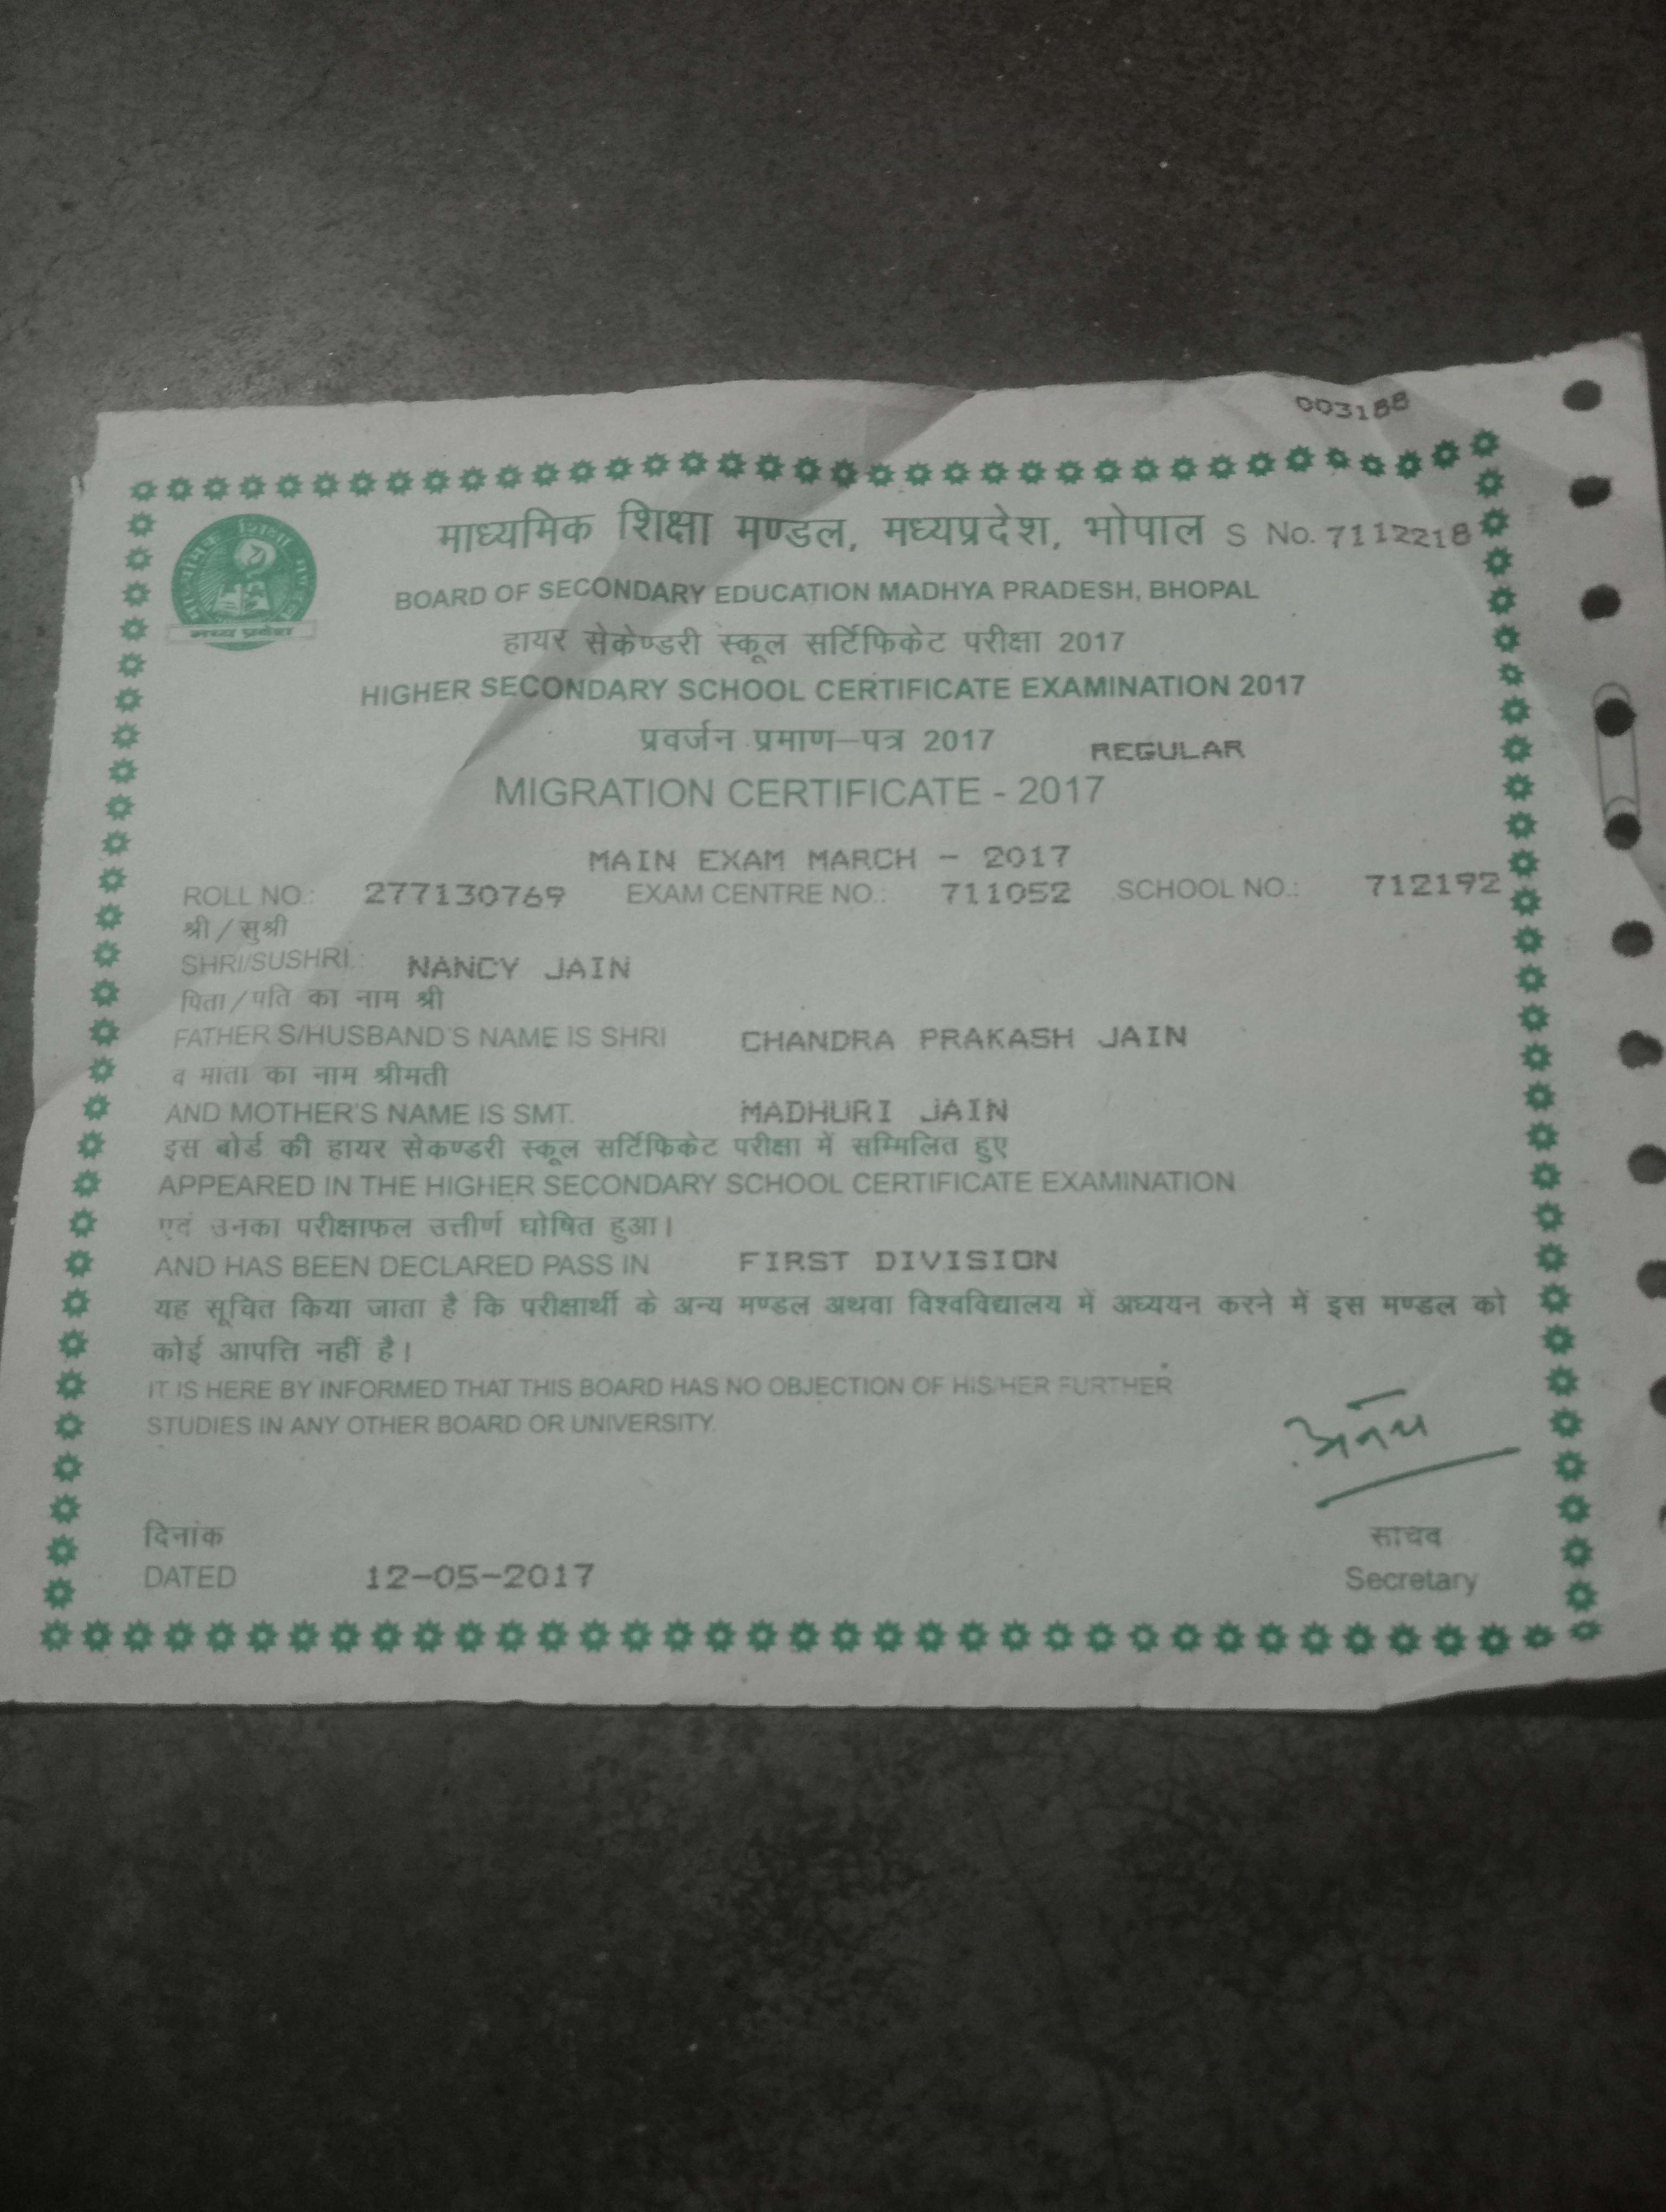 003188
माध्यमिक शिक्षा मण्डल, मध्यप्रदेश, भोपाल S No. 7112218
मध्य प्रदेश
BOARD OF SECONDARY EDUCATION MADHYA PRADESH, BHOPAL
हायर सेकेण्डरी स्कूल सर्टिफिकेट परीक्षा 2017
HIGHER SECONDARY SCHOOL CERTIFICATE EXAMINATION 2017
प्रवर्जन प्रमाण–पत्र 2017 REGULAR
MIGRATION CERTIFICATE - 2017
MAIN EXAM MARCH - 2017
ROLL NO.: 277130769 EXAM CENTRE NO.: 711052 SCHOOL NO.: 712192
श्री / सुश्री
SHRI/SUSHRI.: NANCY JAIN
पिता/पति का नाम श्री
FATHER S/HUSBAND'S NAME IS SHRI CHANDRA PRAKASH JAIN
व माता का नाम श्रीमती
AND MOTHER'S NAME IS SMT. MADHURI JAIN
इस बोर्ड की हायर सेकण्डरी स्कूल सर्टिफिकेट परीक्षा में सम्मिलित हुए
APPEARED IN THE HIGHER SECONDARY SCHOOL CERTIFICATE EXAMINATION
एवं उनका परीक्षाफल उत्तीर्ण घोषित हुआ।
AND HAS BEEN DECLARED PASS IN FIRST DIVISION
यह सूचित किया जाता है कि परीक्षार्थी के अन्य मण्डल अथवा विश्वविद्यालय में अध्ययन करने में इस मण्डल को
कोई आपत्ति नहीं है।
IT IS HERE BY INFORMED THAT THIS BOARD HAS NO OBJECTION OF HIS/HER FURTHER
STUDIES IN ANY OTHER BOARD OR UNIVERSITY.
दिनांक सचिव
DATED 12-05-2017 Secretary